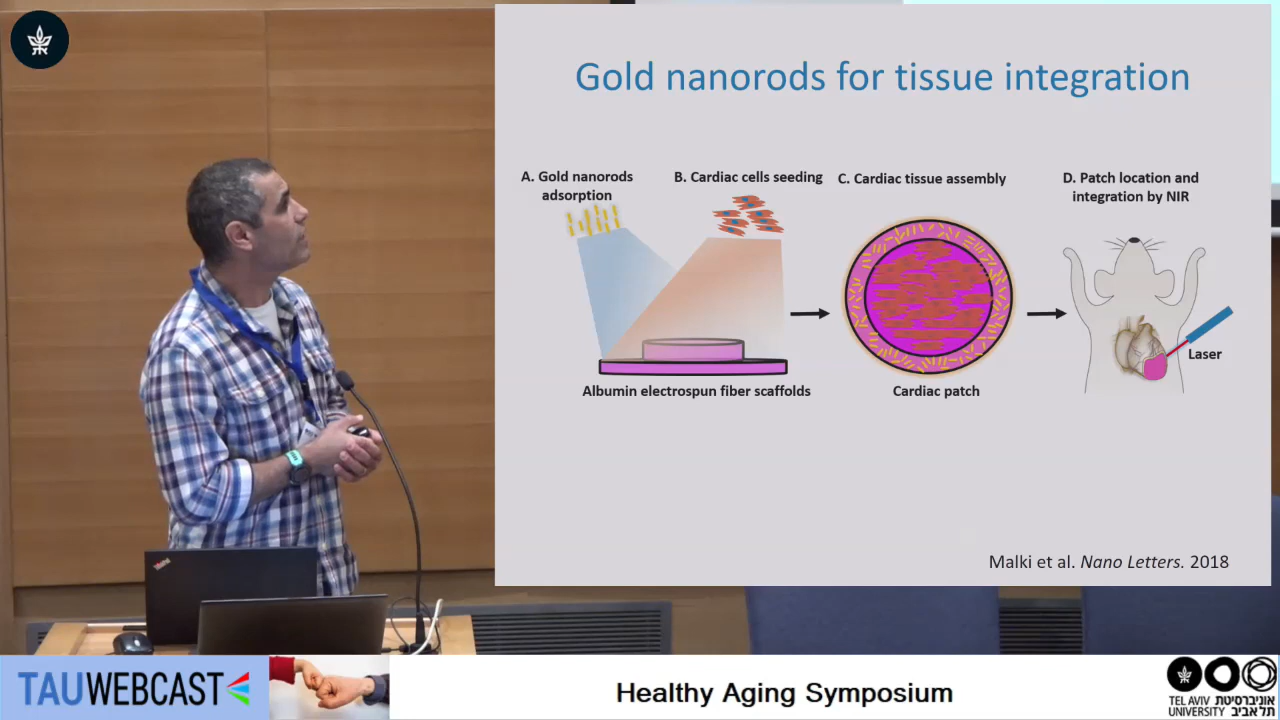 Gold nanorods for tissue integration
A. Gold nanorods
adsorption
B. Cardiac cells seeding
C. Cardiac tissue assembly
D. Patch location and
integration by NIR
Laser
Albumin electrospun fiber scaffolds
Cardiac patch
Malki et al. Nano Letters. 2018
TAUWEBCAST
Healthy Aging Symposium
TEL AVIV אוניברסיטת
UNIVERSITY תל אביב